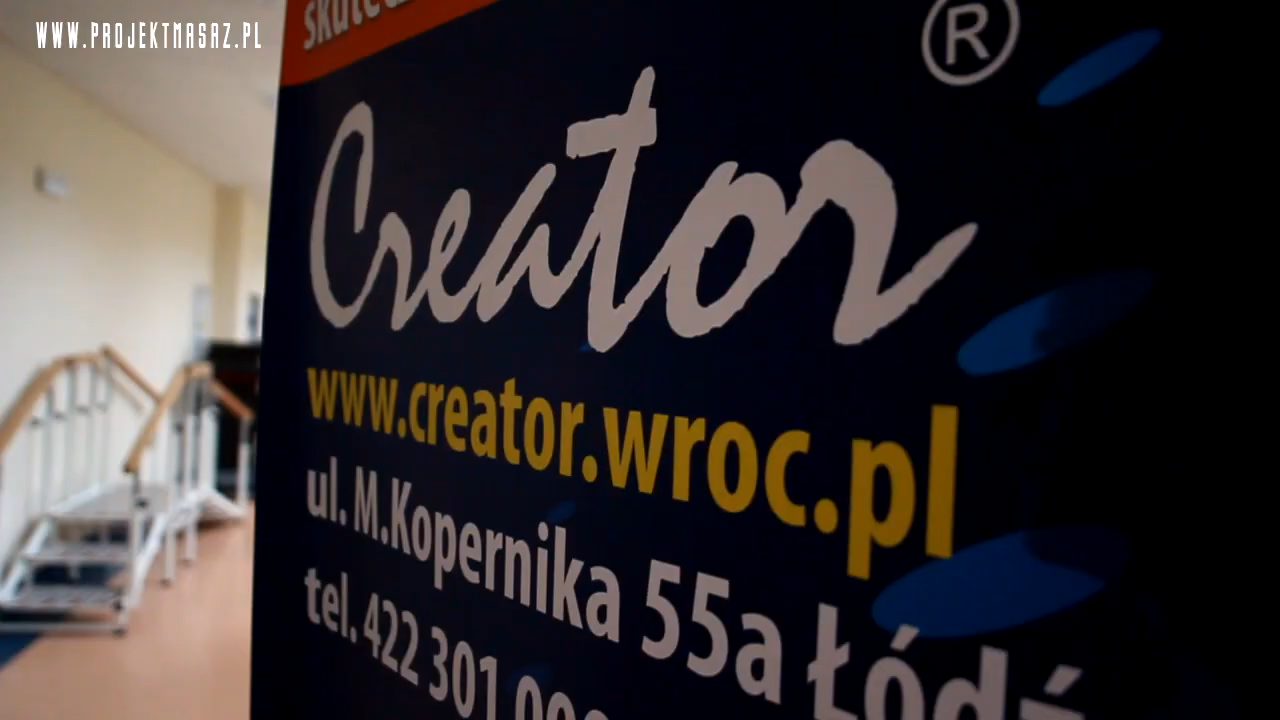 WWW.PROJEKTMASAZ.PL
®
Creator
www.creator.wroc.pl
ul. M.Kopernika 55a Łódź
tel. 422 301